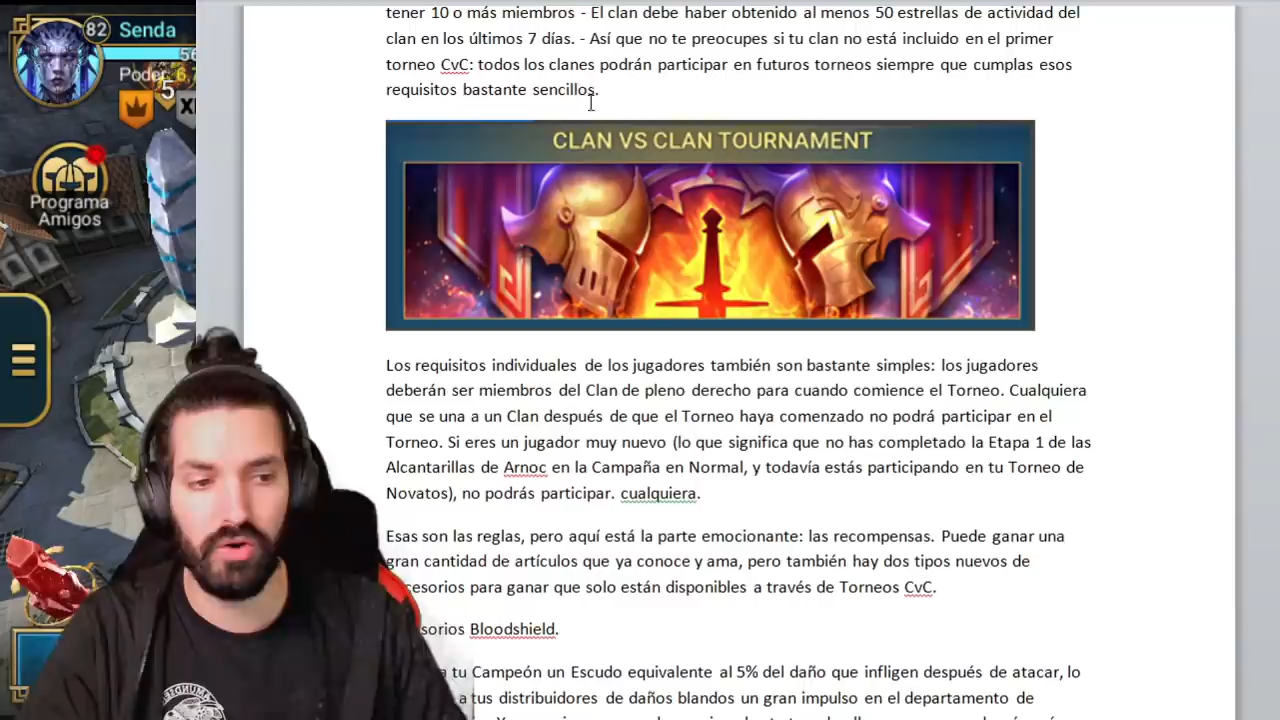 82 Senda
Poder: 6,7
5
XI
Programa
Amigos
tener 10 o más miembros - El clan debe haber obtenido al menos 50 estrellas de actividad del
clan en los últimos 7 días. - Así que no te preocupes si tu clan no está incluido en el primer
torneo CvC: todos los clanes podrán participar en futuros torneos siempre que cumplas esos
requisitos bastante sencillos.
CLAN VS CLAN TOURNAMENT
Los requisitos individuales de los jugadores también son bastante simples: los jugadores
deberán ser miembros del Clan de pleno derecho para cuando comience el Torneo. Cualquiera
que se una a un Clan después de que el Torneo haya comenzado no podrá participar en el
Torneo. Si eres un jugador muy nuevo (lo que significa que no has completado la Etapa 1 de las
Alcantarillas de Arnoc en la Campaña en Normal, y todavía estás participando en tu Torneo de
Novatos), no podrás participar. cualquiera.
Esas son las reglas, pero aquí está la parte emocionante: las recompensas. Puede ganar una
gran cantidad de artículos que ya conoce y ama, pero también hay dos tipos nuevos de
cesorios para ganar que solo están disponibles a través de Torneos CvC.
sorios Bloodshield.
a tu Campeón un Escudo equivalente al 5% del daño que infligen después de atacar, lo
a tus distribuidores de daños blandos un gran impulso en el departamento de